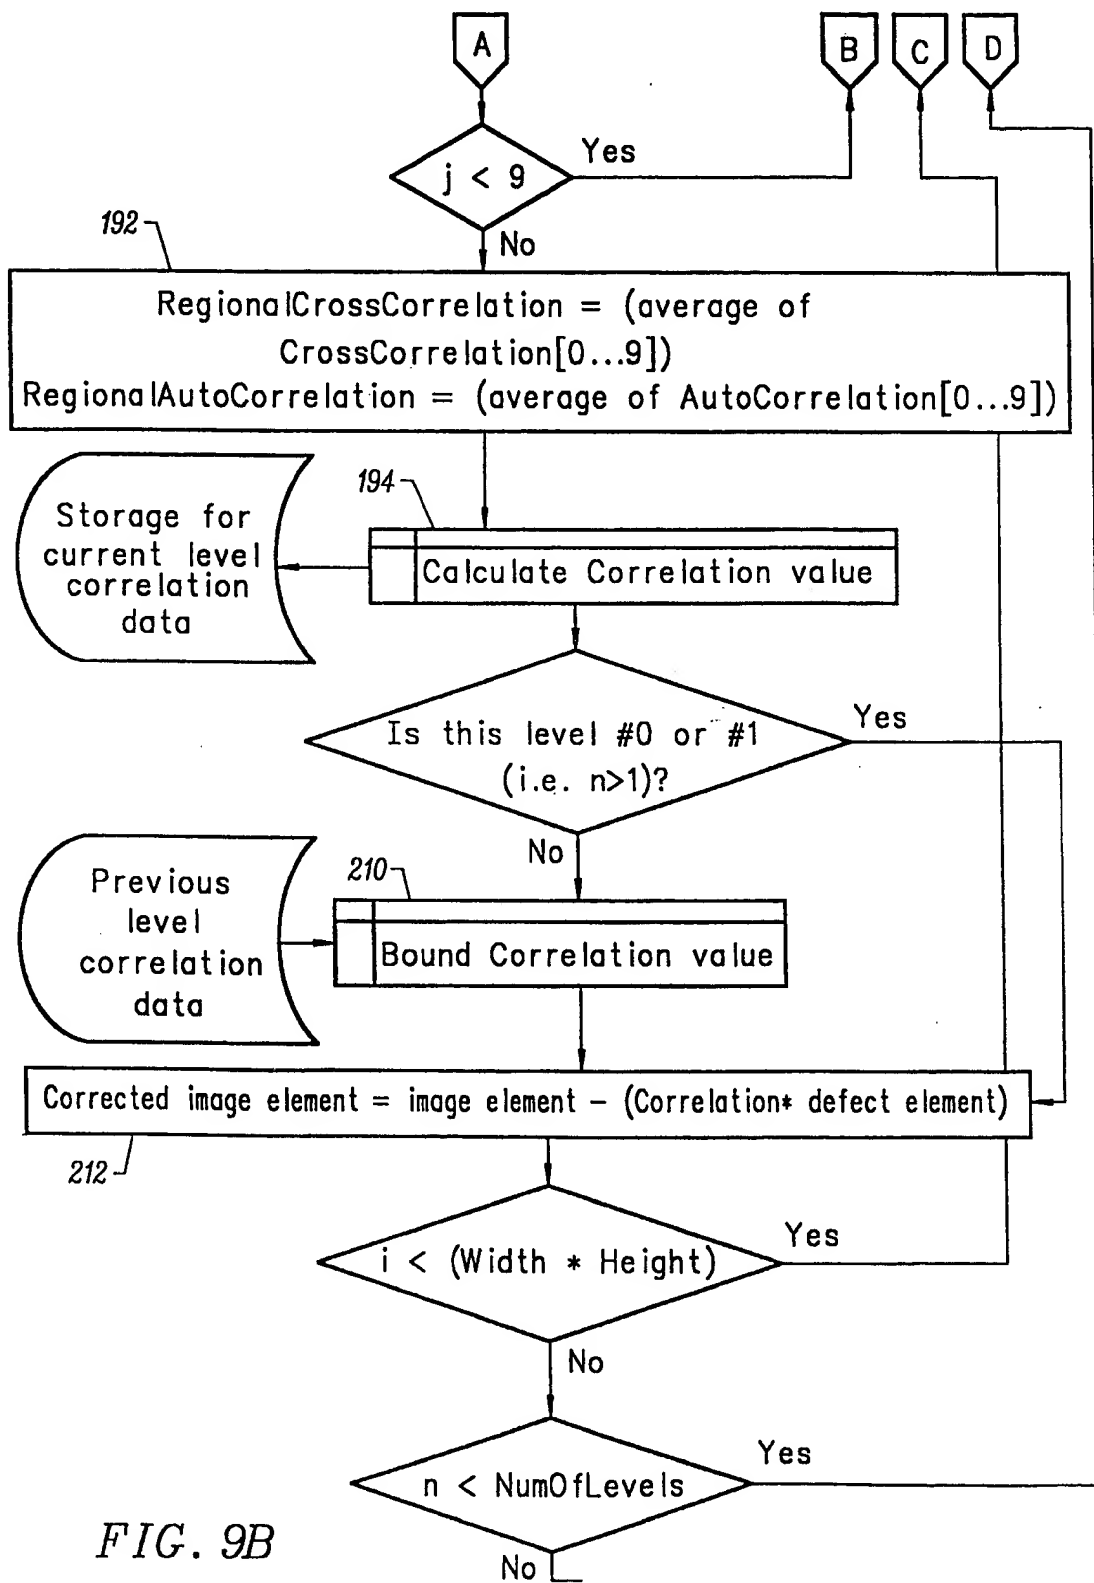 A
B
C
D
j < 9
Yes
No
192
RegionalCrossCorrelation = (average of
CrossCorrelation[0...9])
RegionalAutoCorrelation = (average of AutoCorrelation[0...9])
194
Storage for
current level
correlation
data
Calculate Correlation value
Is this level #0 or #1
(i.e. n>1)?
Yes
No
210
Previous
level
correlation
data
Bound Correlation value
Corrected image element = image element - (Correlation* defect element)
212
i < (Width * Height)
Yes
No
n < NumOfLevels
Yes
No
FIG. 9B